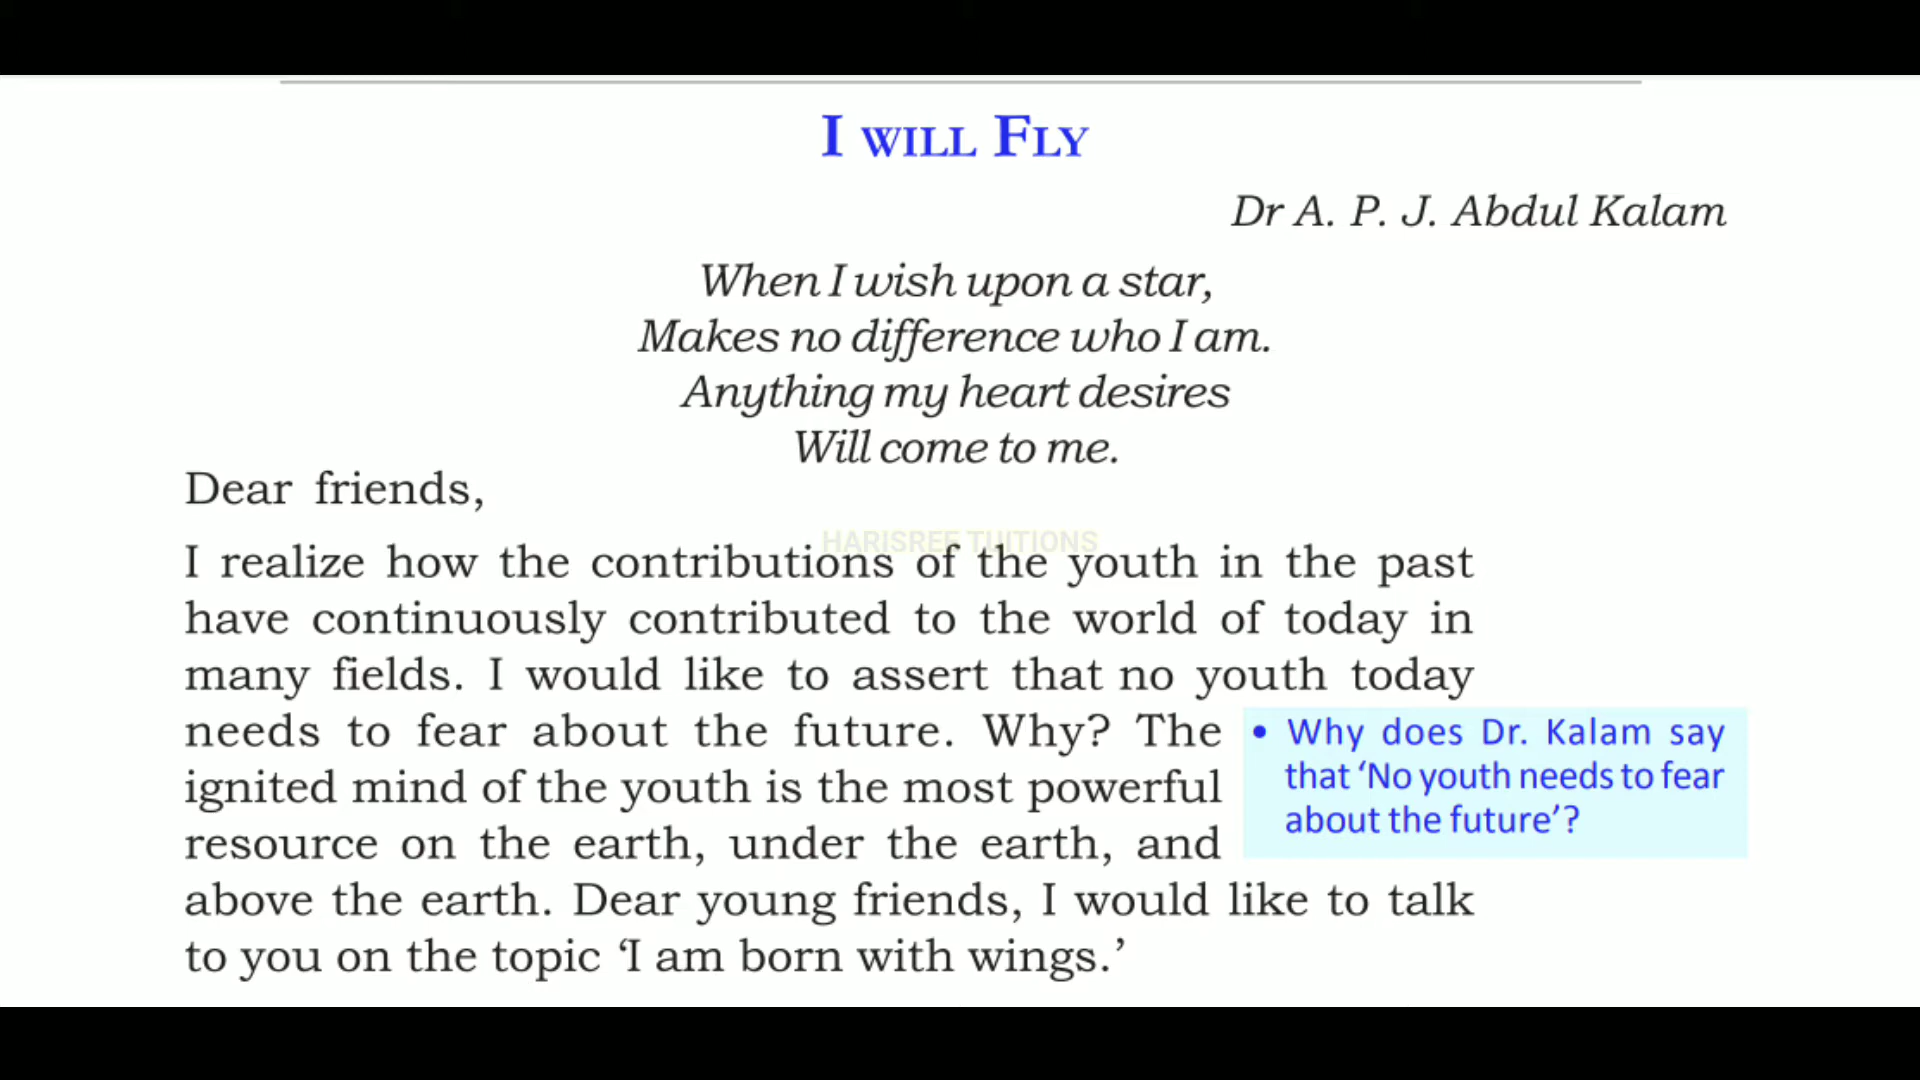 I WILL FLY
Dr A. P. J. Abdul Kalam
When I wish upon a star,
Makes no difference who I am.
Anything my heart desires
Will come to me.
Dear friends,
HARISREE TUITIONS
I realize how the contributions of the youth in the past
have continuously contributed to the world of today in
many fields. I would like to assert that no youth today
needs to fear about the future. Why? The
ignited mind of the youth is the most powerful
resource on the earth, under the earth, and
above the earth. Dear young friends, I would like to talk
to you on the topic ‘I am born with wings.’
• Why does Dr. Kalam say
that ‘No youth needs to fear
about the future’?